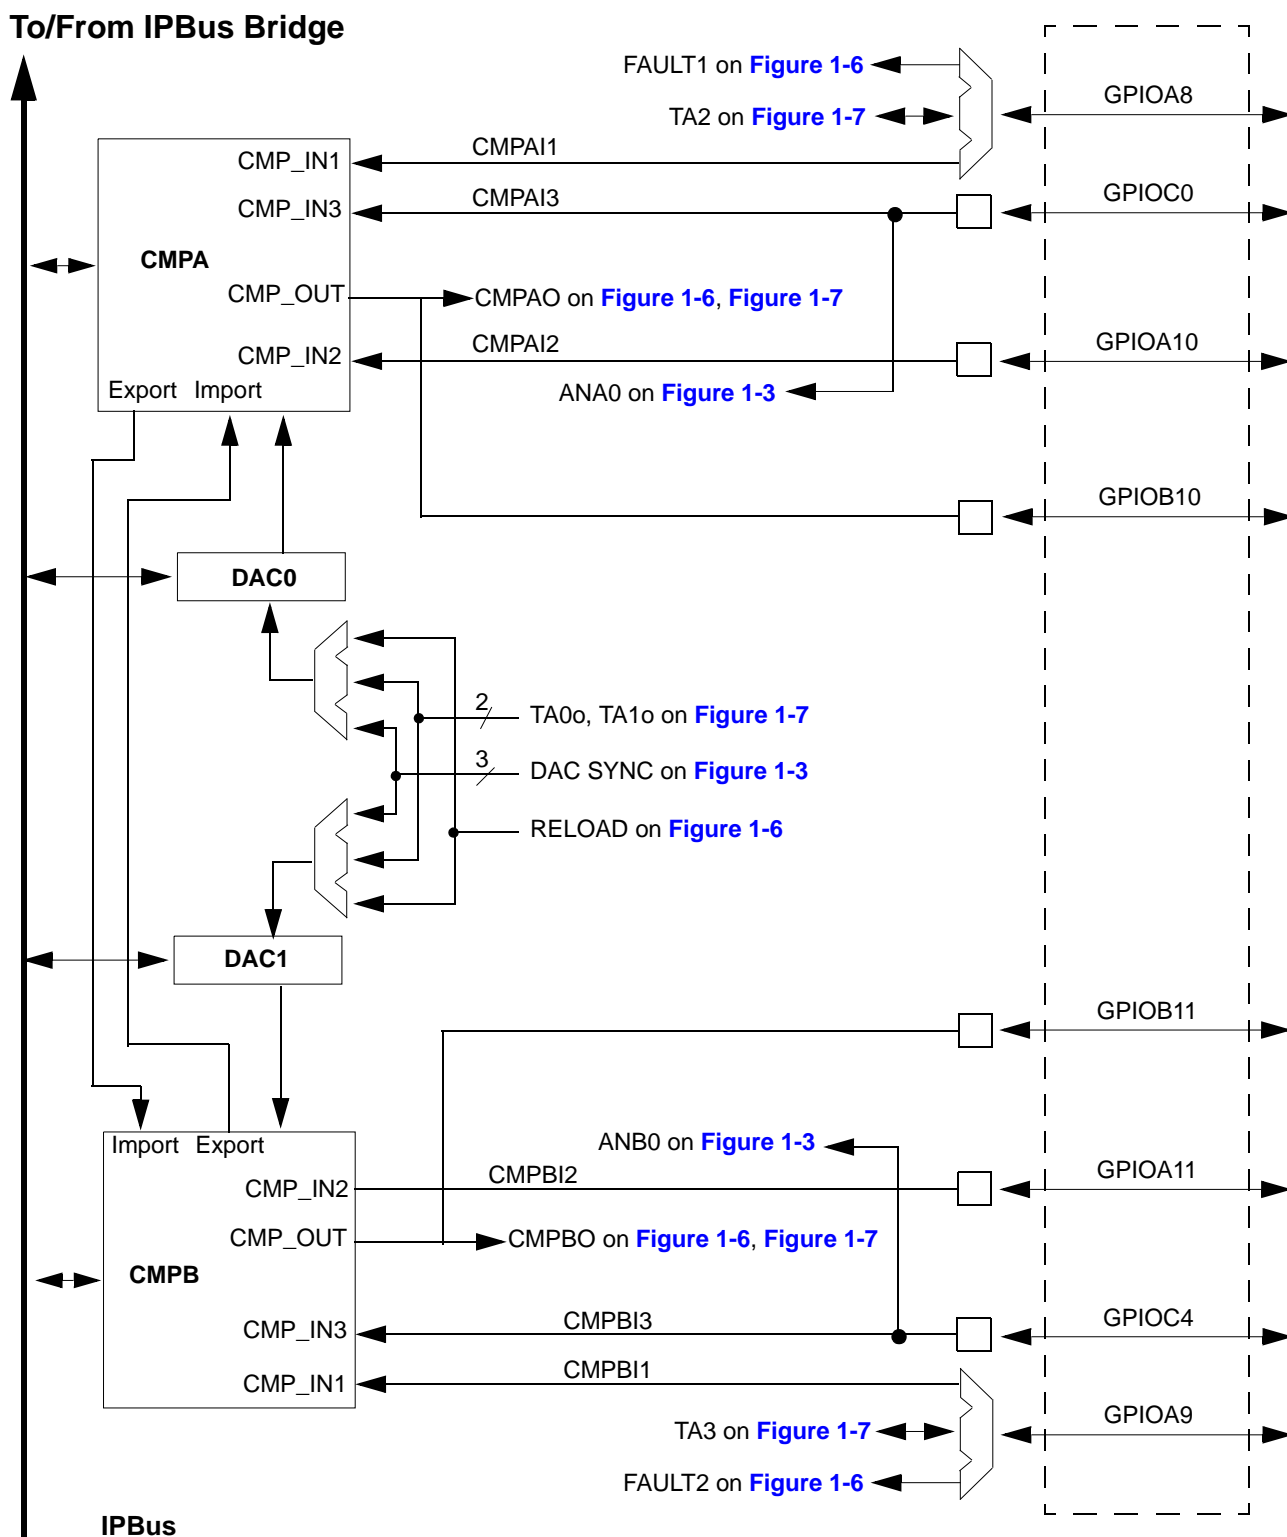 To/From IPBus Bridge
FAULT1 on Figure 1-6
GPIOA8
TA2 on Figure 1-7
CMP_IN1
CMPAI1
CMP_IN3
CMPAI3
GPIOC0
CMPA
CMP_OUT
CMPAO on Figure 1-6, Figure 1-7
CMP_IN2
CMPAI2
GPIOA10
Export Import
ANA0 on Figure 1-3
GPIOB10
DAC0
2
TA0o, TA1o on Figure 1-7
3
DAC SYNC on Figure 1-3
RELOAD on Figure 1-6
DAC1
GPIOB11
Import Export
ANB0 on Figure 1-3
CMP_IN2
CMPBI2
GPIOA11
CMP_OUT
CMPBO on Figure 1-6, Figure 1-7
CMPB
CMP_IN3
CMPBI3
GPIOC4
CMP_IN1
CMPBI1
GPIOA9
TA3 on Figure 1-7
FAULT2 on Figure 1-6
IPBus